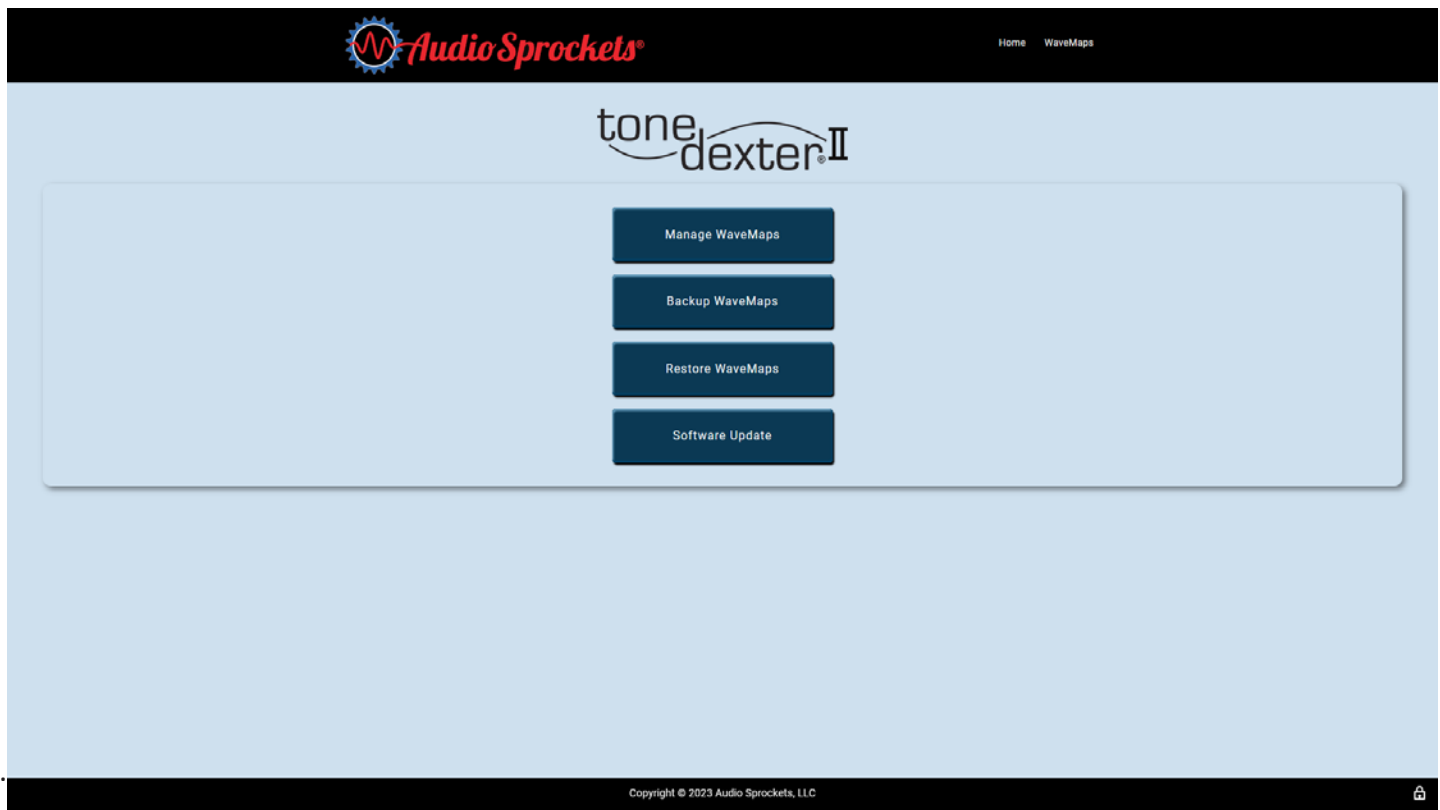 Audio Sprockets®
Home WaveMaps
tone
dexter®II
Manage WaveMaps
Backup WaveMaps
Restore WaveMaps
Software Update
.
Copyright © 2023 Audio Sprockets, LLC